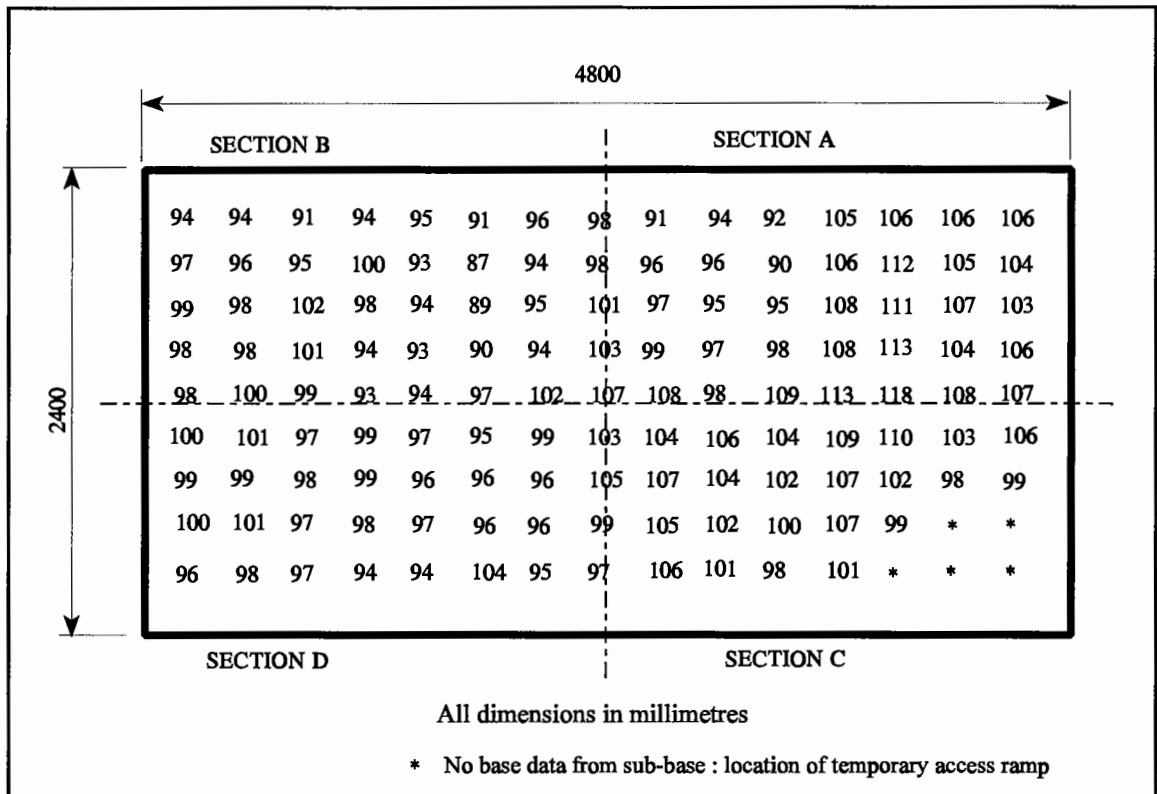 4800
SECTION B SECTION A
94 94 91 94 95 91 96 98 91 94 92 105 106 106 106
97 96 95 100 93 87 94 98 96 96 90 106 112 105 104
99 98 102 98 94 89 95 101 97 95 95 108 111 107 103
98 98 101 94 93 90 94 103 99 97 98 108 113 104 106
98 100 99 93 94 97 102 107 108 98 109 113 118 108 107
2400
100 101 97 99 97 95 99 103 104 106 104 109 110 103 106
99 99 98 99 96 96 96 105 107 104 102 107 102 98 99
100 101 97 98 97 96 96 99 105 102 100 107 99 * *
96 98 97 94 94 104 95 97 106 101 98 101 * * *
SECTION D SECTION C
All dimensions in millimetres
* No base data from sub-base : location of temporary access ramp